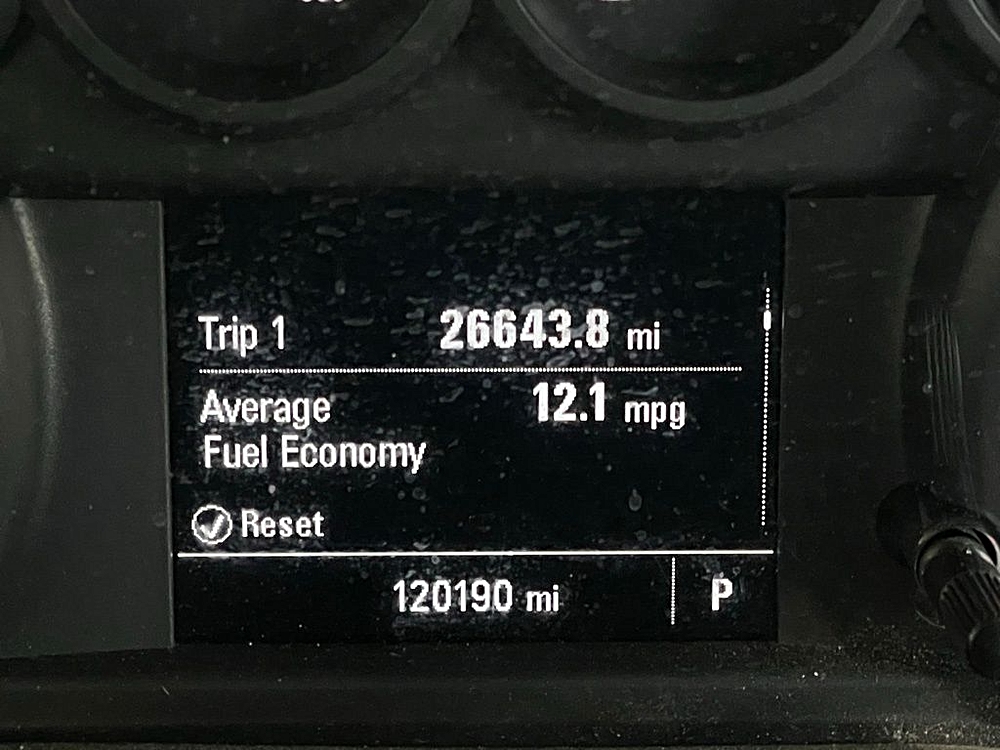 Trip 1 26643.8 mi
Average 12.1 mpg
Fuel Economy
Reset
120190 mi P